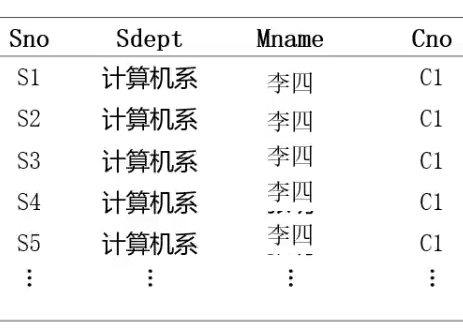 Sno Sdept Mname Cno
S1 计算机系 李四 C1
S2 计算机系 李四 C1
S3 计算机系 李四 C1
S4 计算机系 李四 C1
S5 计算机系 李四 C1
⋮ ⋮ ⋮ ⋮